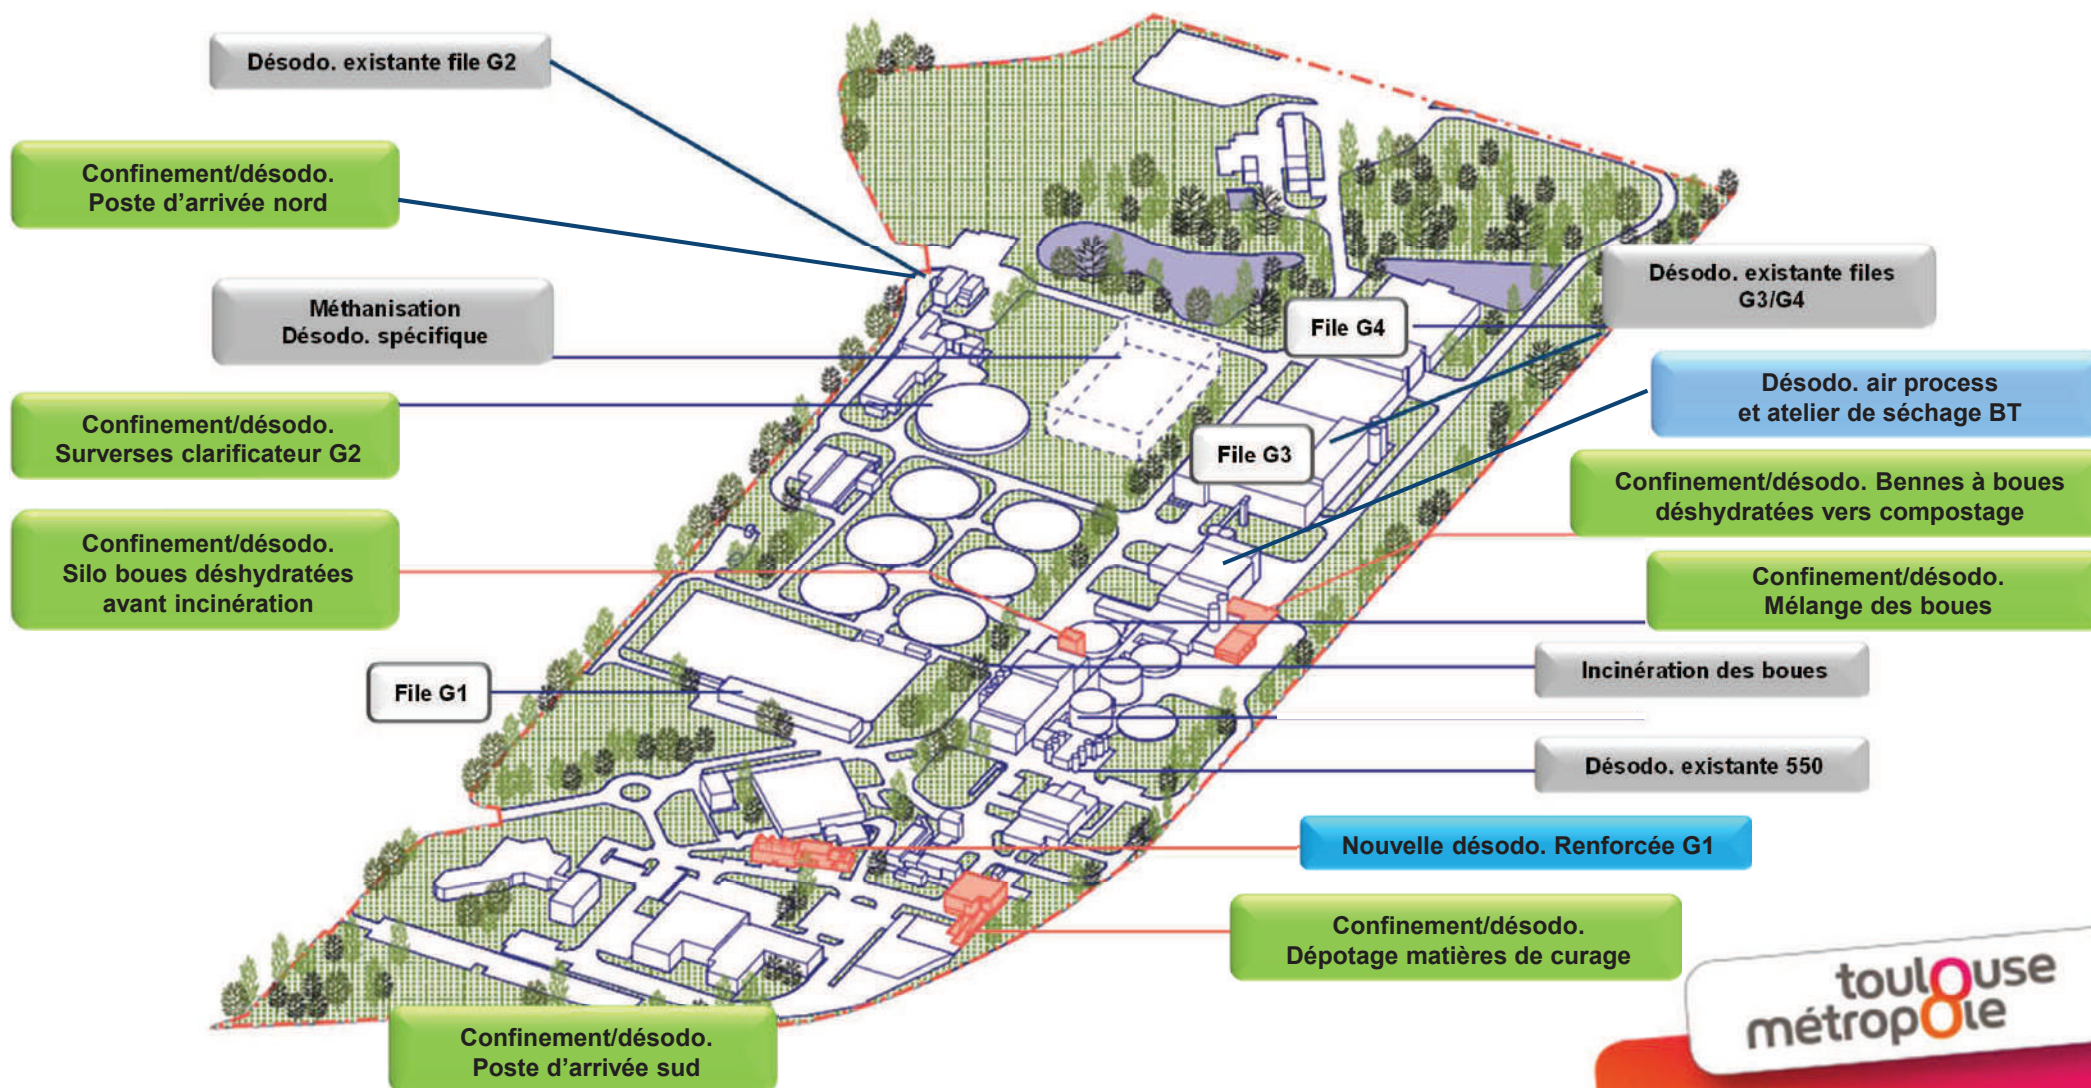 Désodo. existante file G2
Confinement/désodo.
Poste d’arrivée nord
Méthanisation
Désodo. spécifique
Confinement/désodo.
Surverses clarificateur G2
Confinement/désodo.
Silo boues déshydratées
avant incinération
File G1
File G4
File G3
Désodo. existante files
G3/G4
Désodo. air process
et atelier de séchage BT
Confinement/désodo. Bennes à boues
déshydratées vers compostage
Confinement/désodo.
Mélange des boues
Incinération des boues
Désodo. existante 550
Nouvelle désodo. Renforcée G1
Confinement/désodo.
Dépotage matières de curage
Confinement/désodo.
Poste d’arrivée sud
toulouse
métropole